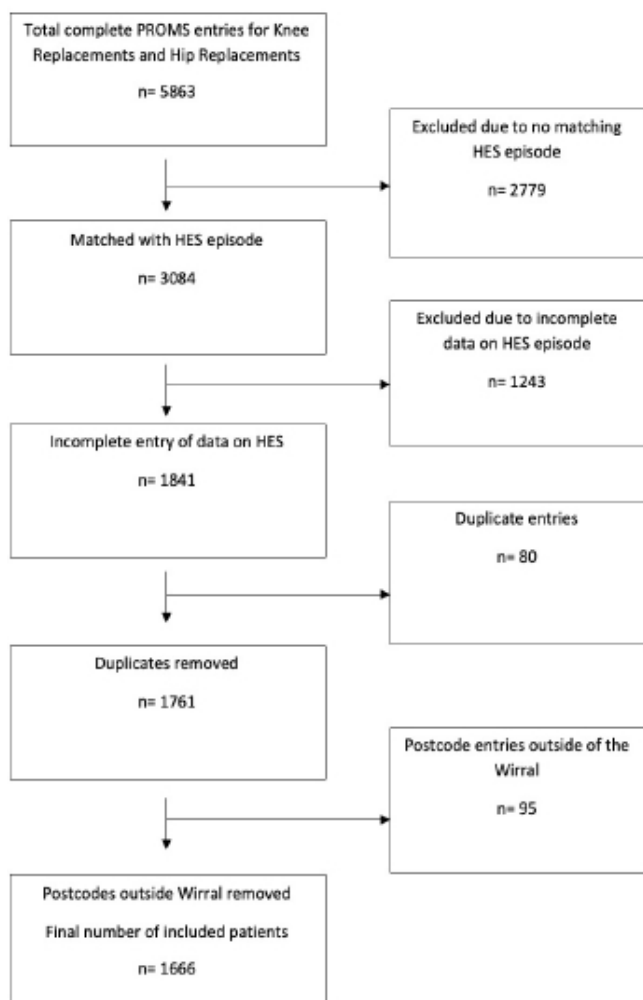 Total complete PROMS entries for Knee
Replacements and Hip Replacements
n= 5863
Excluded due to no matching
HES episode
n= 2779
Matched with HES episode
n= 3084
Excluded due to incomplete
data on HES episode
n= 1243
Incomplete entry of data on HES
n= 1841
Duplicate entries
n= 80
Duplicates removed
n= 1761
Postcode entries outside of the
Wirral
n= 95
Postcodes outside Wirral removed
Final number of included patients
n= 1666